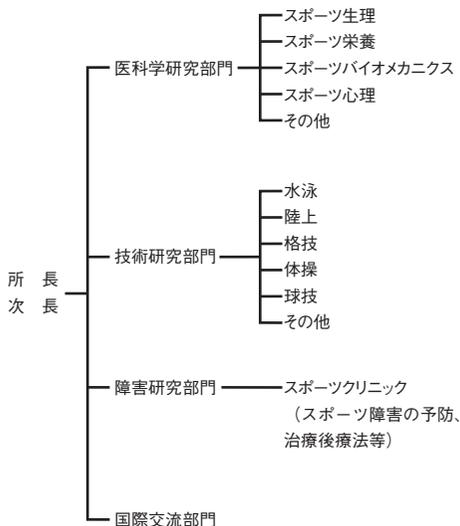 所　長
次　長
医科学研究部門
スポーツ生理
スポーツ栄養
スポーツバイオメカニクス
スポーツ心理
その他
技術研究部門
水泳
陸上
格技
体操
球技
その他
障害研究部門
スポーツクリニック
（スポーツ障害の予防、
治療後療法等）
国際交流部門